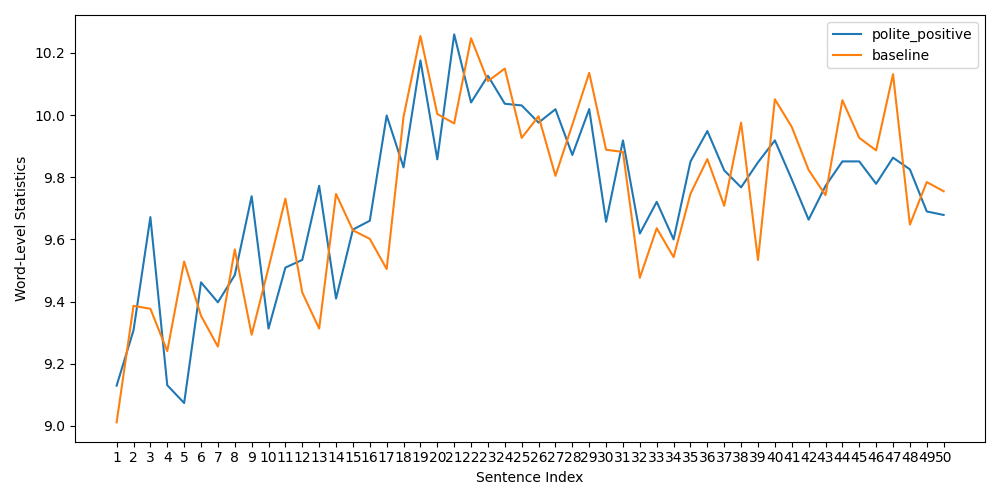 polite_positive
baseline
10.2
10.0
9.8
9.6
9.4
9.2
9.0
Word-Level Statistics
1 2 3 4 5 6 7 8 9 10 11 12 13 14 15 16 17 18 19 20 21 22 23 24 25 26 27 28 29 30 31 32 33 34 35 36 37 38 39 40 41 42 43 44 45 46 47 48 49 50
Sentence Index